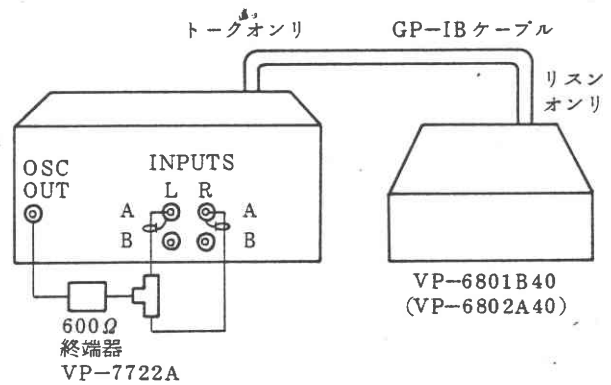 トークオンリ
GP-IBケーブル
リスン
オンリ
OSC
OUT
INPUTS
L R
A A
B B
600Ω
終端器
VP-7722A
VP-6801B40
(VP-6802A40)